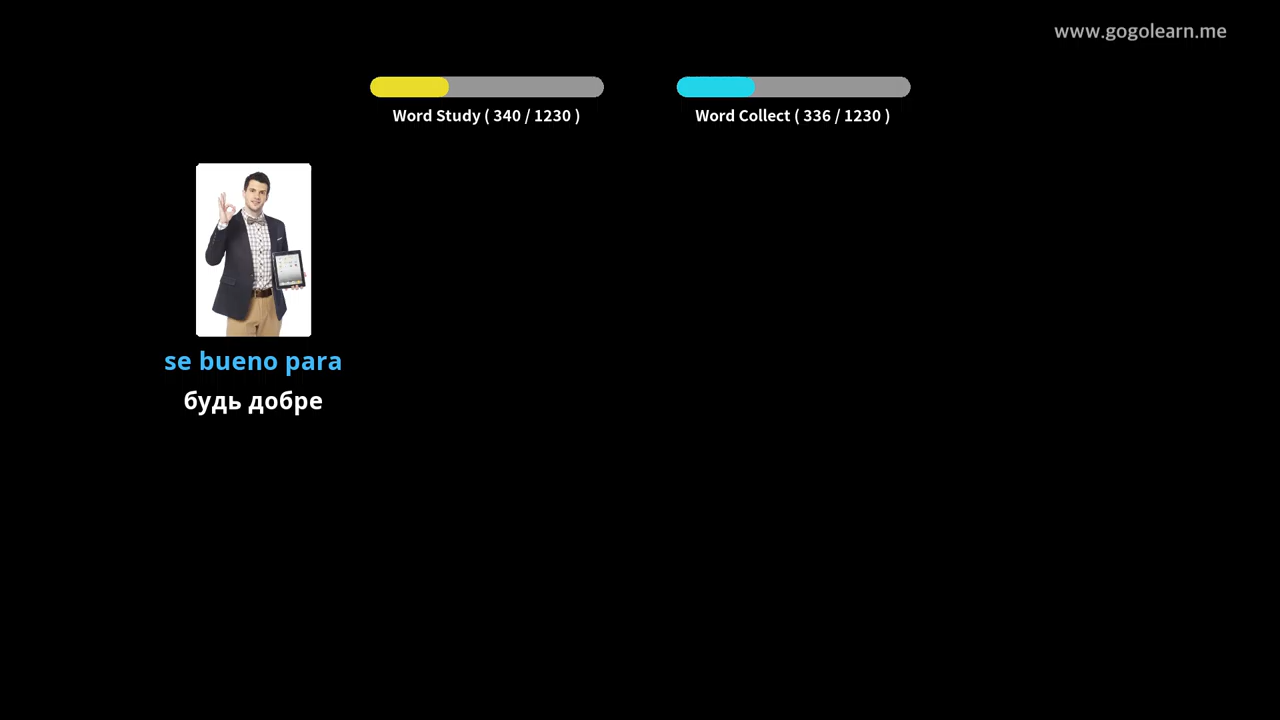 www.gogolearn.me
Word Study ( 340 / 1230 )
Word Collect ( 336 / 1230 )
se bueno para
будь добре